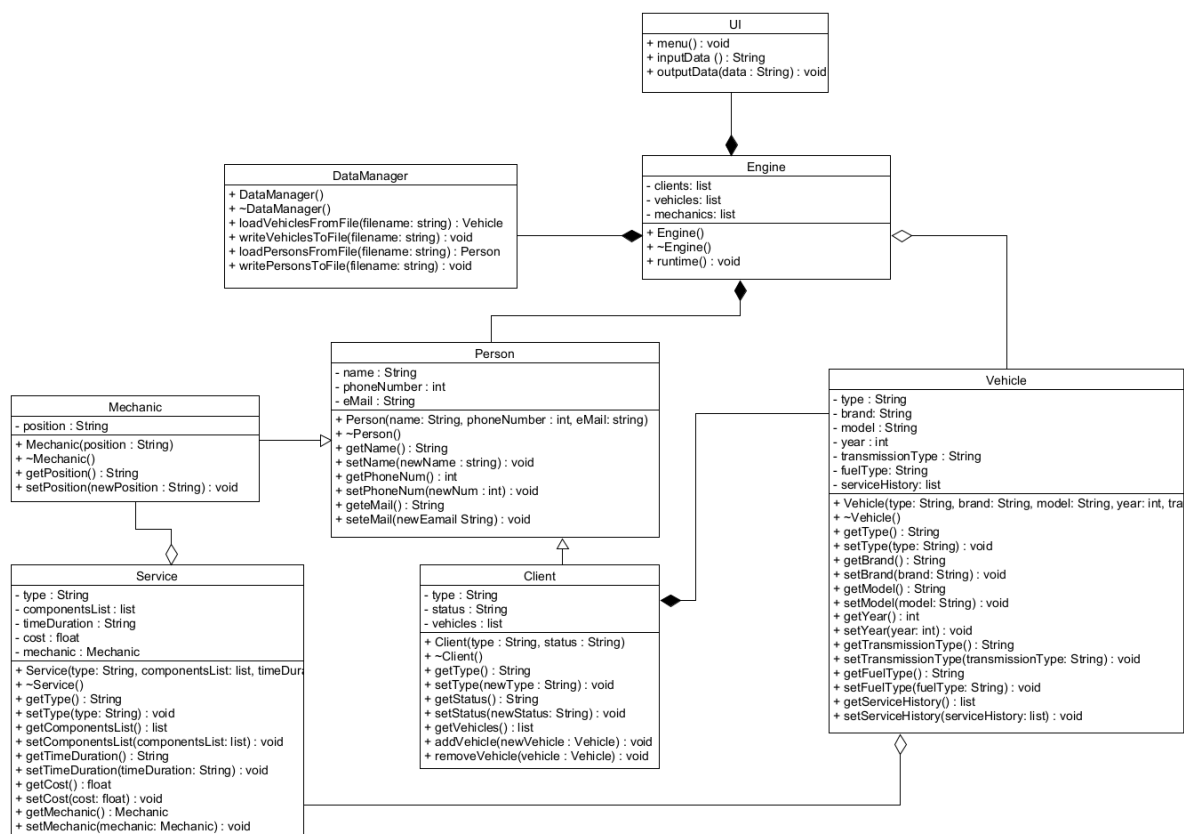 UI
+ menu() : void
+ inputData () : String
+ outputData(data : String) : void
DataManager
+ DataManager()
+ ~DataManager()
+ loadVehiclesFromFile(filename: string) : Vehicle
+ writeVehiclesToFile(filename: string) : void
+ loadPersonsFromFile(filename: string) : Person
+ writePersonsToFile(filename: string) : void
Engine
- clients: list
- vehicles: list
- mechanics: list
+ Engine()
+ ~Engine()
+ runtime() : void
Person
- name : String
- phoneNumber : int
- eMail : String
+ Person(name: String, phoneNumber : int, eMail: string)
+ ~Person()
+ getName() : String
+ setName(newName : string) : void
+ getPhoneNum() : int
+ setPhoneNum(newNum : int) : void
+ geteMail() : String
+ seteMail(newEamail String) : void
Mechanic
- position : String
+ Mechanic(position : String)
+ ~Mechanic()
+ getPosition() : String
+ setPosition(newPosition : String) : void
Vehicle
- type : String
- brand: String
- model : String
- year : int
- transmissionType : String
- fuelType: String
- serviceHistory: list
+ Vehicle(type: String, brand: String, model: String, year: int, tra
+ ~Vehicle()
+ getType() : String
+ setType(type: String) : void
+ getBrand() : String
+ setBrand(brand: String) : void
+ getModel() : String
+ setModel(model: String) : void
+ getYear() : int
+ setYear(year: int) : void
+ getTransmissionType() : String
+ setTransmissionType(transmissionType: String) : void
+ getFuelType() : String
+ setFuelType(fuelType: String) : void
+ getServiceHistory() : list
+ setServiceHistory(serviceHistory: list) : void
Service
- type : String
- componentsList : list
- timeDuration : String
- cost : float
- mechanic : Mechanic
+ Service(type: String, componentsList: list, timeDura
+ ~Service()
+ getType() : String
+ setType(type: String) : void
+ getComponentsList() : list
+ setComponentsList(componentsList: list) : void
+ getTimeDuration() : String
+ setTimeDuration(timeDuration: String) : void
+ getCost() : float
+ setCost(cost: float) : void
+ getMechanic() : Mechanic
+ setMechanic(mechanic: Mechanic) : void
Client
- type : String
- status : String
- vehicles : list
+ Client(type : String, status : String)
+ ~Client()
+ getType() : String
+ setType(newType : String) : void
+ getStatus() : String
+ setStatus(newStatus: String) : void
+ getVehicles() : list
+ addVehicle(newVehicle : Vehicle) : void
+ removeVehicle(vehicle : Vehicle) : void